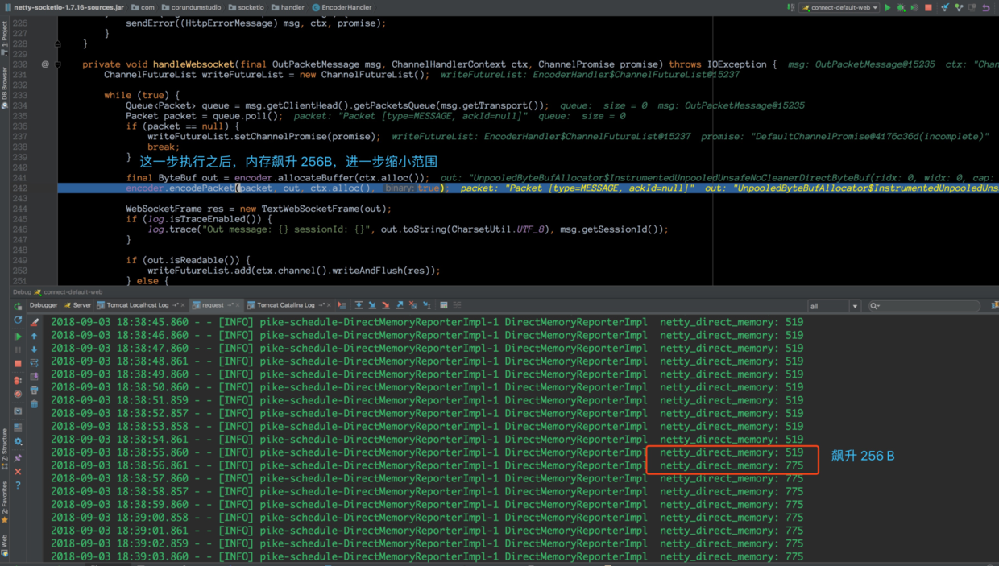 netty-socketio-1.7.16-sources.jar com corundumstudio socketio handler EncoderHandler connect-default-web
1: Project
DB Browser
226 sendError((HttpErrorMessage) msg, ctx, promise);
227 }
228 }
229
230 @ private void handleWebsocket(final OutPacketMessage msg, ChannelHandlerContext ctx, ChannelPromise promise) throws IOException { msg: OutPacketMessage@15235 ctx: "Chan
231 ChannelFutureList writeFutureList = new ChannelFutureList(); writeFutureList: EncoderHandler$ChannelFutureList@15237
232
233 while (true) {
234 Queue<Packet> queue = msg.getClientHead().getPacketsQueue(msg.getTransport()); queue: size = 0 msg: OutPacketMessage@15235
235 Packet packet = queue.poll(); packet: "Packet [type=MESSAGE, ackId=null]" queue: size = 0
236 if (packet == null) {
237 writeFutureList.setChannelPromise(promise); writeFutureList: EncoderHandler$ChannelFutureList@15237 promise: "DefaultChannelPromise@4176c36d(incomplete)"
238 break;
239 }
这一步执行之后，内存飙升 256B，进一步缩小范围
240
241 final ByteBuf out = encoder.allocateBuffer(ctx.alloc()); out: "UnpooledByteBufAllocator$InstrumentedUnpooledUnsafeNoCleanerDirectByteBuf(ridx: 0, widx: 0, cap:
242 encoder.encodePacket(packet, out, ctx.alloc(), binary: true); packet: "Packet [type=MESSAGE, ackId=null]" out: "UnpooledByteBufAllocator$InstrumentedUnpooledUns
243
244 WebSocketFrame res = new TextWebSocketFrame(out);
245 if (log.isTraceEnabled()) {
246 log.trace("Out message: {} sessionId: {}", out.toString(CharsetUtil.UTF_8), msg.getSessionId());
247 }
248
249 if (out.isReadable()) {
250 writeFutureList.add(ctx.channel().writeAndFlush(res));
251 } else {
Debug connect-default-web
Debugger Server Tomcat Localhost Log request Tomcat Catalina Log all
2018-09-03 18:38:45.860 - - [INFO] pike-schedule-DirectMemoryReporterImpl-1 DirectMemoryReporterImpl netty_direct_memory: 519
2018-09-03 18:38:46.860 - - [INFO] pike-schedule-DirectMemoryReporterImpl-1 DirectMemoryReporterImpl netty_direct_memory: 519
2018-09-03 18:38:47.860 - - [INFO] pike-schedule-DirectMemoryReporterImpl-1 DirectMemoryReporterImpl netty_direct_memory: 519
2018-09-03 18:38:48.861 - - [INFO] pike-schedule-DirectMemoryReporterImpl-1 DirectMemoryReporterImpl netty_direct_memory: 519
2018-09-03 18:38:49.860 - - [INFO] pike-schedule-DirectMemoryReporterImpl-1 DirectMemoryReporterImpl netty_direct_memory: 519
2018-09-03 18:38:50.860 - - [INFO] pike-schedule-DirectMemoryReporterImpl-1 DirectMemoryReporterImpl netty_direct_memory: 519
2018-09-03 18:38:51.859 - - [INFO] pike-schedule-DirectMemoryReporterImpl-1 DirectMemoryReporterImpl netty_direct_memory: 519
2018-09-03 18:38:52.857 - - [INFO] pike-schedule-DirectMemoryReporterImpl-1 DirectMemoryReporterImpl netty_direct_memory: 519
2018-09-03 18:38:53.858 - - [INFO] pike-schedule-DirectMemoryReporterImpl-1 DirectMemoryReporterImpl netty_direct_memory: 519
2018-09-03 18:38:54.861 - - [INFO] pike-schedule-DirectMemoryReporterImpl-1 DirectMemoryReporterImpl netty_direct_memory: 519
2018-09-03 18:38:55.860 - - [INFO] pike-schedule-DirectMemoryReporterImpl-1 DirectMemoryReporterImpl netty_direct_memory: 519
飙升 256 B
2018-09-03 18:38:56.861 - - [INFO] pike-schedule-DirectMemoryReporterImpl-1 DirectMemoryReporterImpl netty_direct_memory: 775
2018-09-03 18:38:57.860 - - [INFO] pike-schedule-DirectMemoryReporterImpl-1 DirectMemoryReporterImpl netty_direct_memory: 775
2018-09-03 18:38:58.857 - - [INFO] pike-schedule-DirectMemoryReporterImpl-1 DirectMemoryReporterImpl netty_direct_memory: 775
2018-09-03 18:38:59.860 - - [INFO] pike-schedule-DirectMemoryReporterImpl-1 DirectMemoryReporterImpl netty_direct_memory: 775
2018-09-03 18:39:00.858 - - [INFO] pike-schedule-DirectMemoryReporterImpl-1 DirectMemoryReporterImpl netty_direct_memory: 775
2018-09-03 18:39:01.861 - - [INFO] pike-schedule-DirectMemoryReporterImpl-1 DirectMemoryReporterImpl netty_direct_memory: 775
2018-09-03 18:39:02.859 - - [INFO] pike-schedule-DirectMemoryReporterImpl-1 DirectMemoryReporterImpl netty_direct_memory: 775
2018-09-03 18:39:03.860 - - [INFO] pike-schedule-DirectMemoryReporterImpl-1 DirectMemoryReporterImpl netty_direct_memory: 775
Z: Structure
2: Favorites
Web